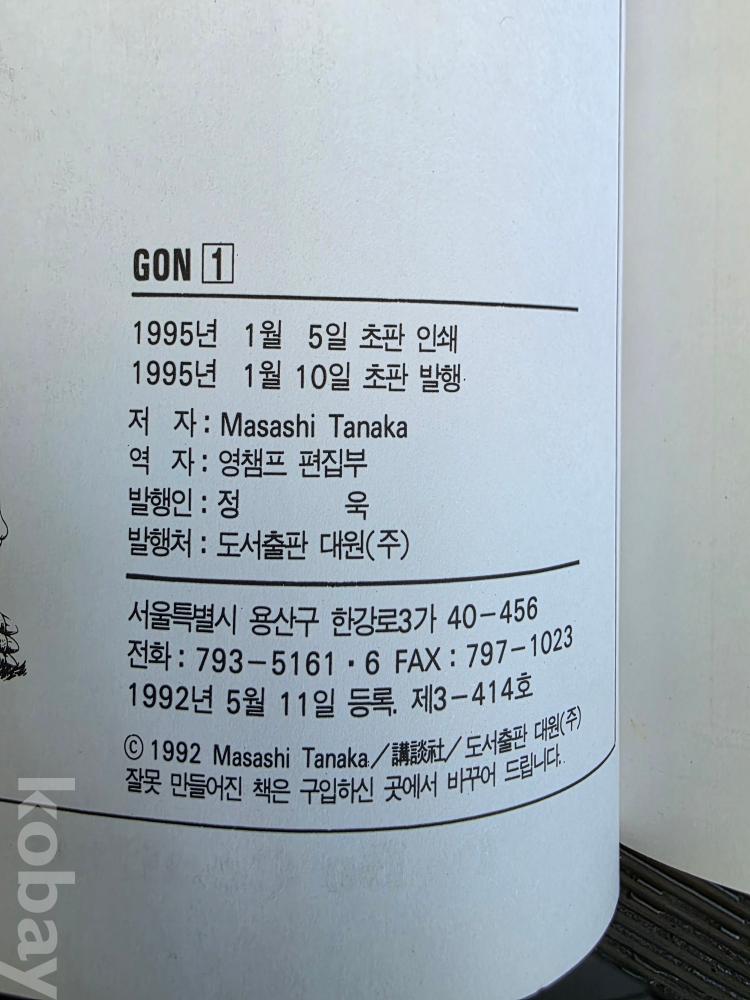 GON 1
1995년 1월 5일 초판 인쇄
1995년 1월 10일 초판 발행
저 자 : Masashi Tanaka
역 자 : 영챔프 편집부
발행인 : 정 욱
발행처 : 도서출판 대원(주)
서울특별시 용산구 한강로3가 40-456
전화 : 793-5161 · 6 FAX : 797-1023
1992년 5월 11일 등록. 제3-414호
© 1992 Masashi Tanaka/講談社/도서출판 대원(주)
잘못 만들어진 책은 구입하신 곳에서 바꾸어 드립니다.
kobay